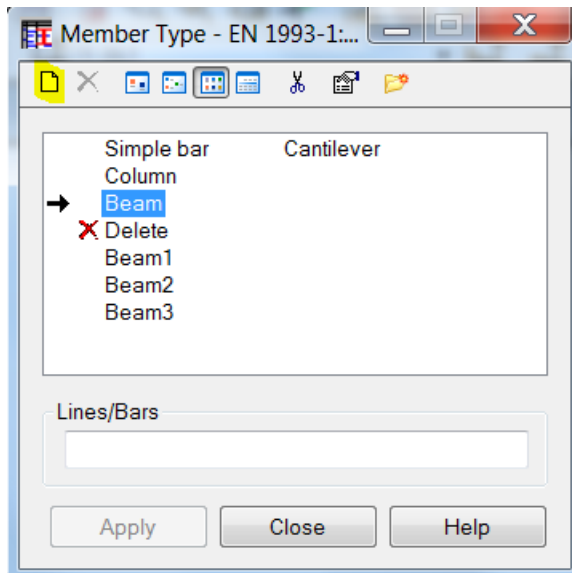 Member Type - EN 1993-1:...
Simple bar Cantilever
Column
Beam
Delete
Beam1
Beam2
Beam3
Lines/Bars
Apply Close Help